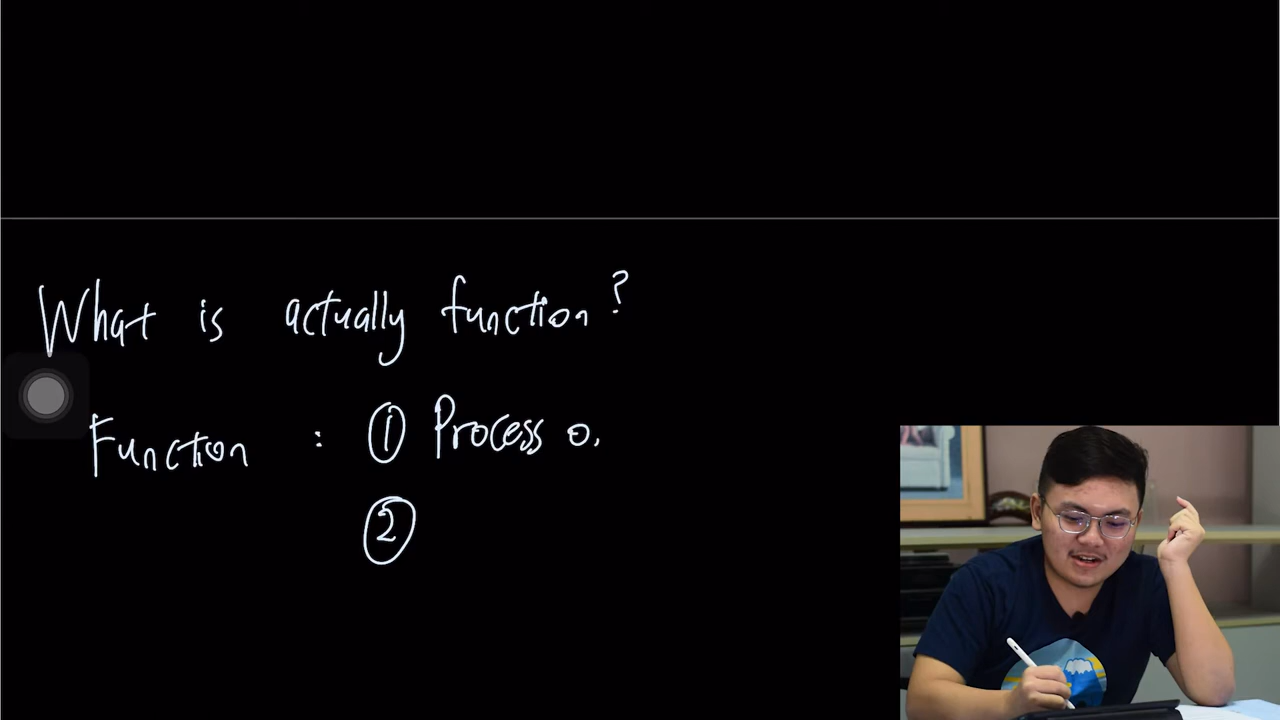 What is actually function?
Function : ① Process o.
②